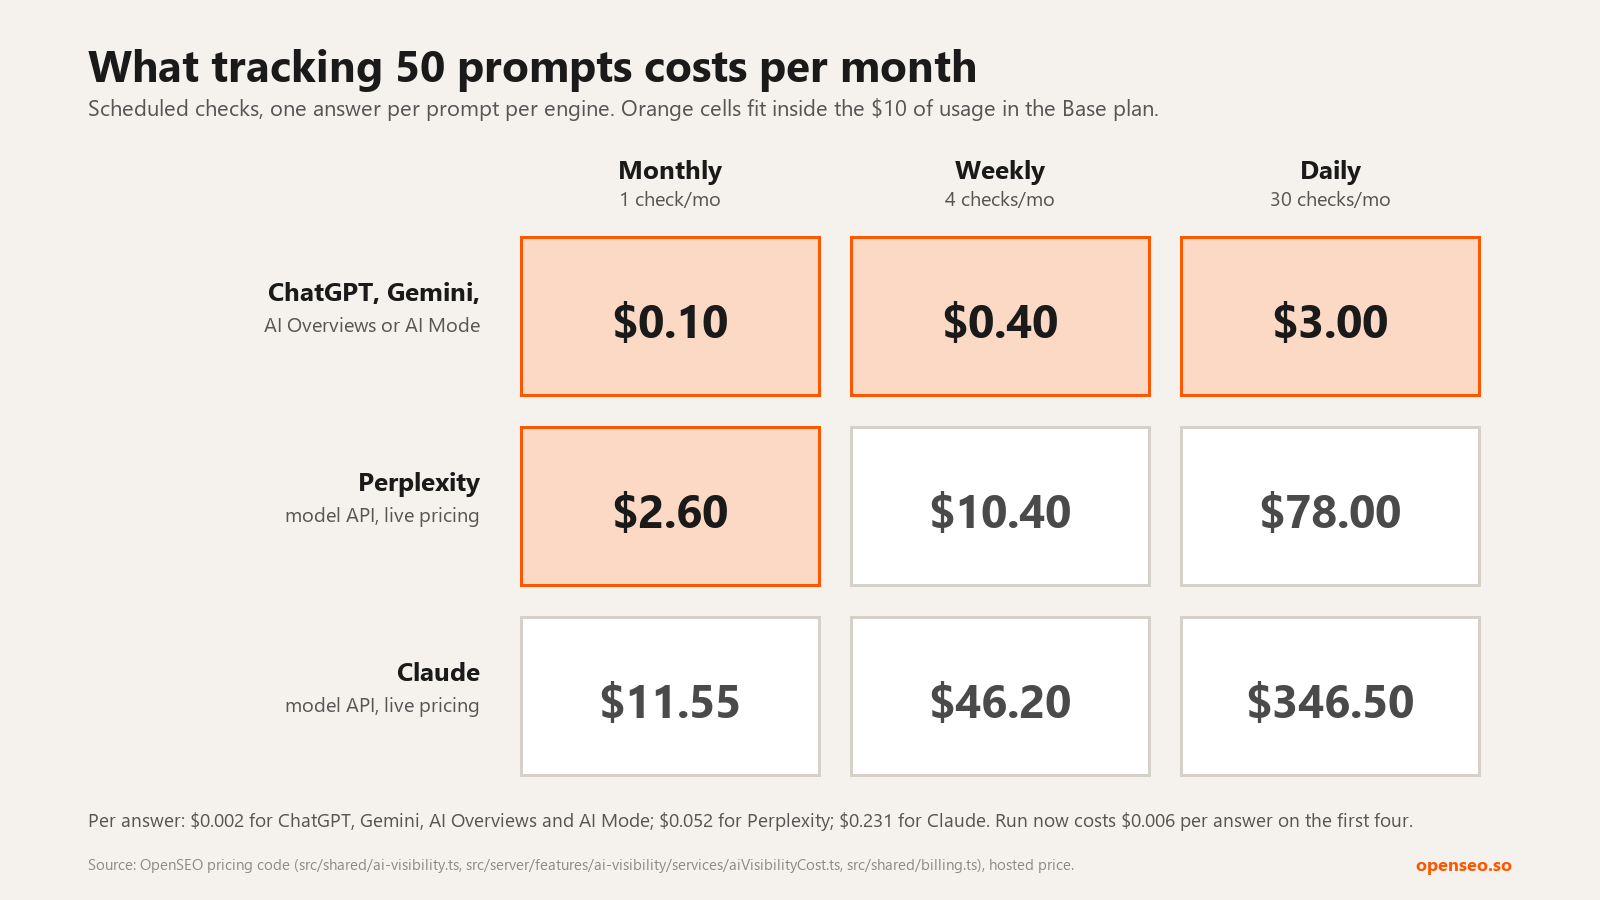 What tracking 50 prompts costs per month
Scheduled checks, one answer per prompt per engine. Orange cells fit inside the $10 of usage in the Base plan.
Monthly
1 check/mo
Weekly
4 checks/mo
Daily
30 checks/mo
ChatGPT, Gemini,
AI Overviews or AI Mode
$0.10
$0.40
$3.00
Perplexity
model API, live pricing
$2.60
$10.40
$78.00
Claude
model API, live pricing
$11.55
$46.20
$346.50
Per answer: $0.002 for ChatGPT, Gemini, AI Overviews and AI Mode; $0.052 for Perplexity; $0.231 for Claude. Run now costs $0.006 per answer on the first four.
Source: OpenSEO pricing code (src/shared/ai-visibility.ts, src/server/features/ai-visibility/services/aiVisibilityCost.ts, src/shared/billing.ts), hosted price.
openseo.so